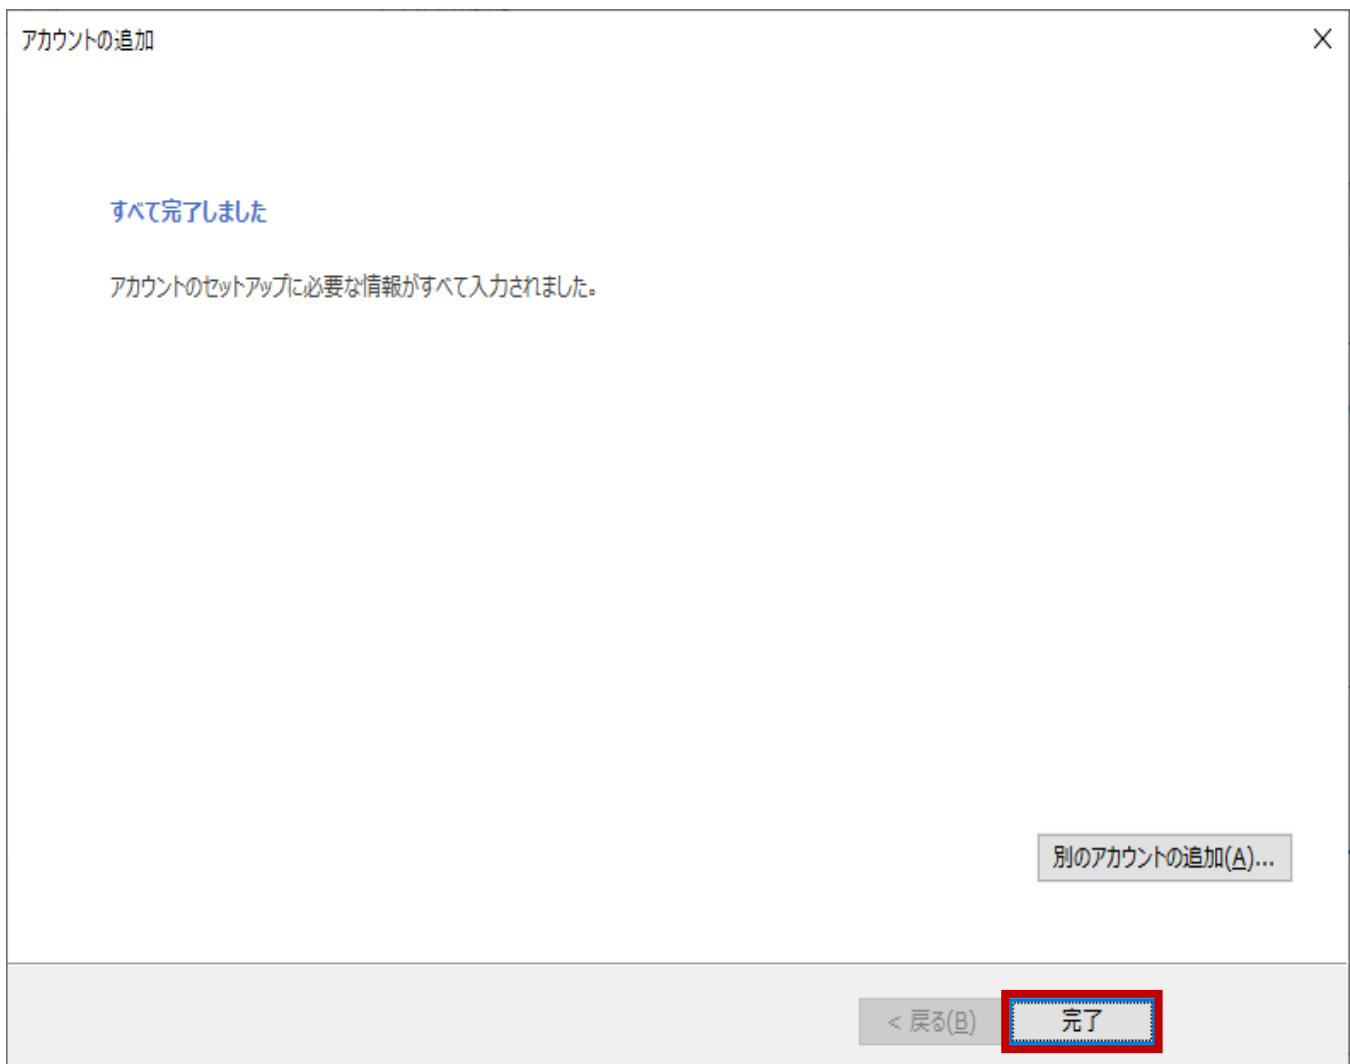 アカウントの追加
すべて完了しました
アカウントのセットアップに必要な情報がすべて入力されました。
別のアカウントの追加(A)...
< 戻る(B)
完了